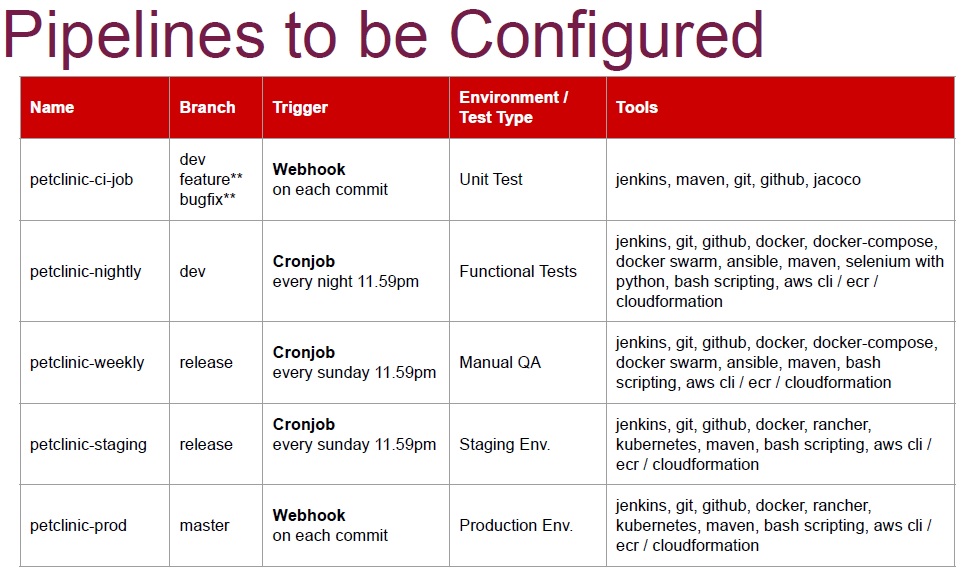 Pipelines to be Configured
Name
Branch
Trigger
Environment /
Test Type
Tools
petclinic-ci-job
dev
feature**
bugfix**
Webhook
on each commit
Unit Test
jenkins, maven, git, github, jacoco
petclinic-nightly
dev
Cronjob
every night 11.59pm
Functional Tests
jenkins, git, github, docker, docker-compose,
docker swarm, ansible, maven, selenium with
python, bash scripting, aws cli / ecr /
cloudformation
petclinic-weekly
release
Cronjob
every sunday 11.59pm
Manual QA
jenkins, git, github, docker, docker-compose,
docker swarm, ansible, maven, bash
scripting, aws cli / ecr / cloudformation
petclinic-staging
release
Cronjob
every sunday 11.59pm
Staging Env.
jenkins, git, github, docker, rancher,
kubernetes, maven, bash scripting, aws cli /
ecr / cloudformation
petclinic-prod
master
Webhook
on each commit
Production Env.
jenkins, git, github, docker, rancher,
kubernetes, maven, bash scripting, aws cli /
ecr / cloudformation